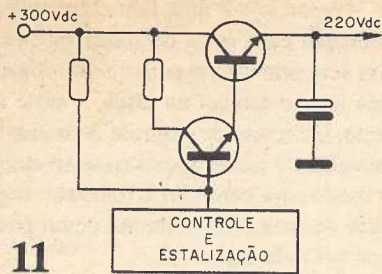 +300Vdc
220Vdc
CONTROLE
E
ESTALIZAÇÃO
11